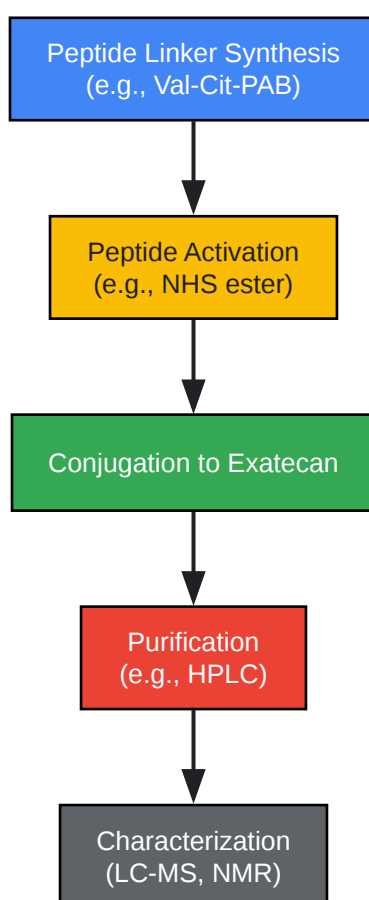 Peptide Linker Synthesis
(e.g., Val-Cit-PAB)
Peptide Activation
(e.g., NHS ester)
Conjugation to Exatecan
Purification
(e.g., HPLC)
Characterization
(LC-MS, NMR)